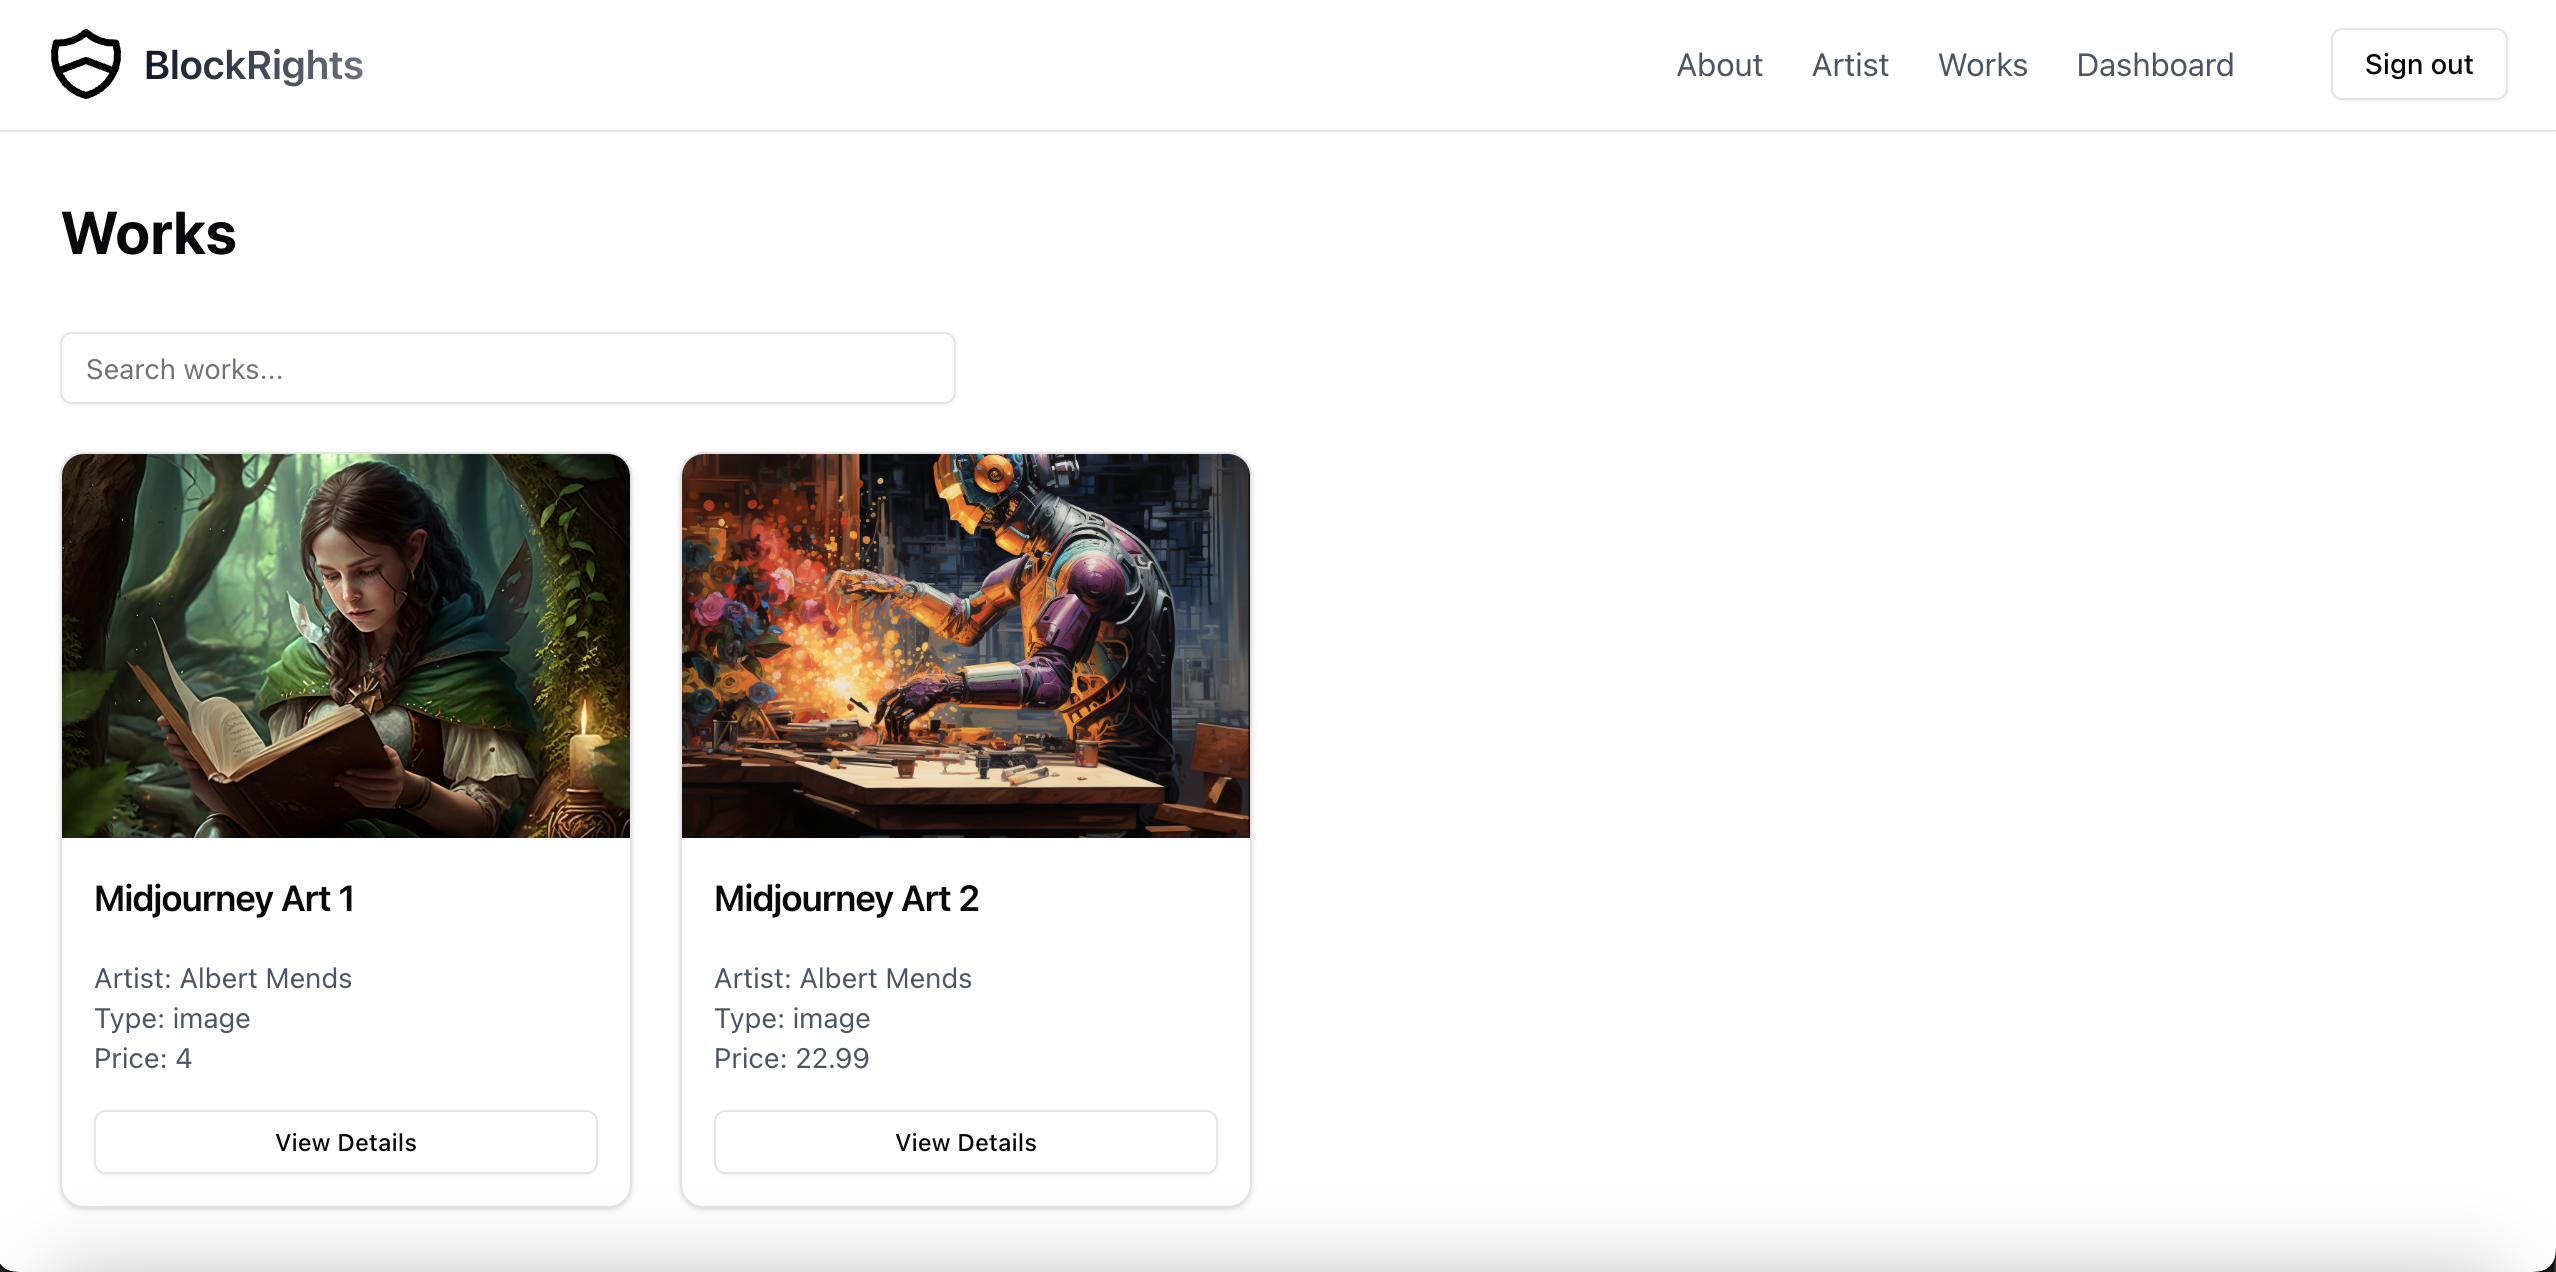 BlockRights
About
Artist
Works
Dashboard
Sign out
Works
Search works...
Midjourney Art 1
Artist: Albert Mends
Type: image
Price: 4
View Details
Midjourney Art 2
Artist: Albert Mends
Type: image
Price: 22.99
View Details